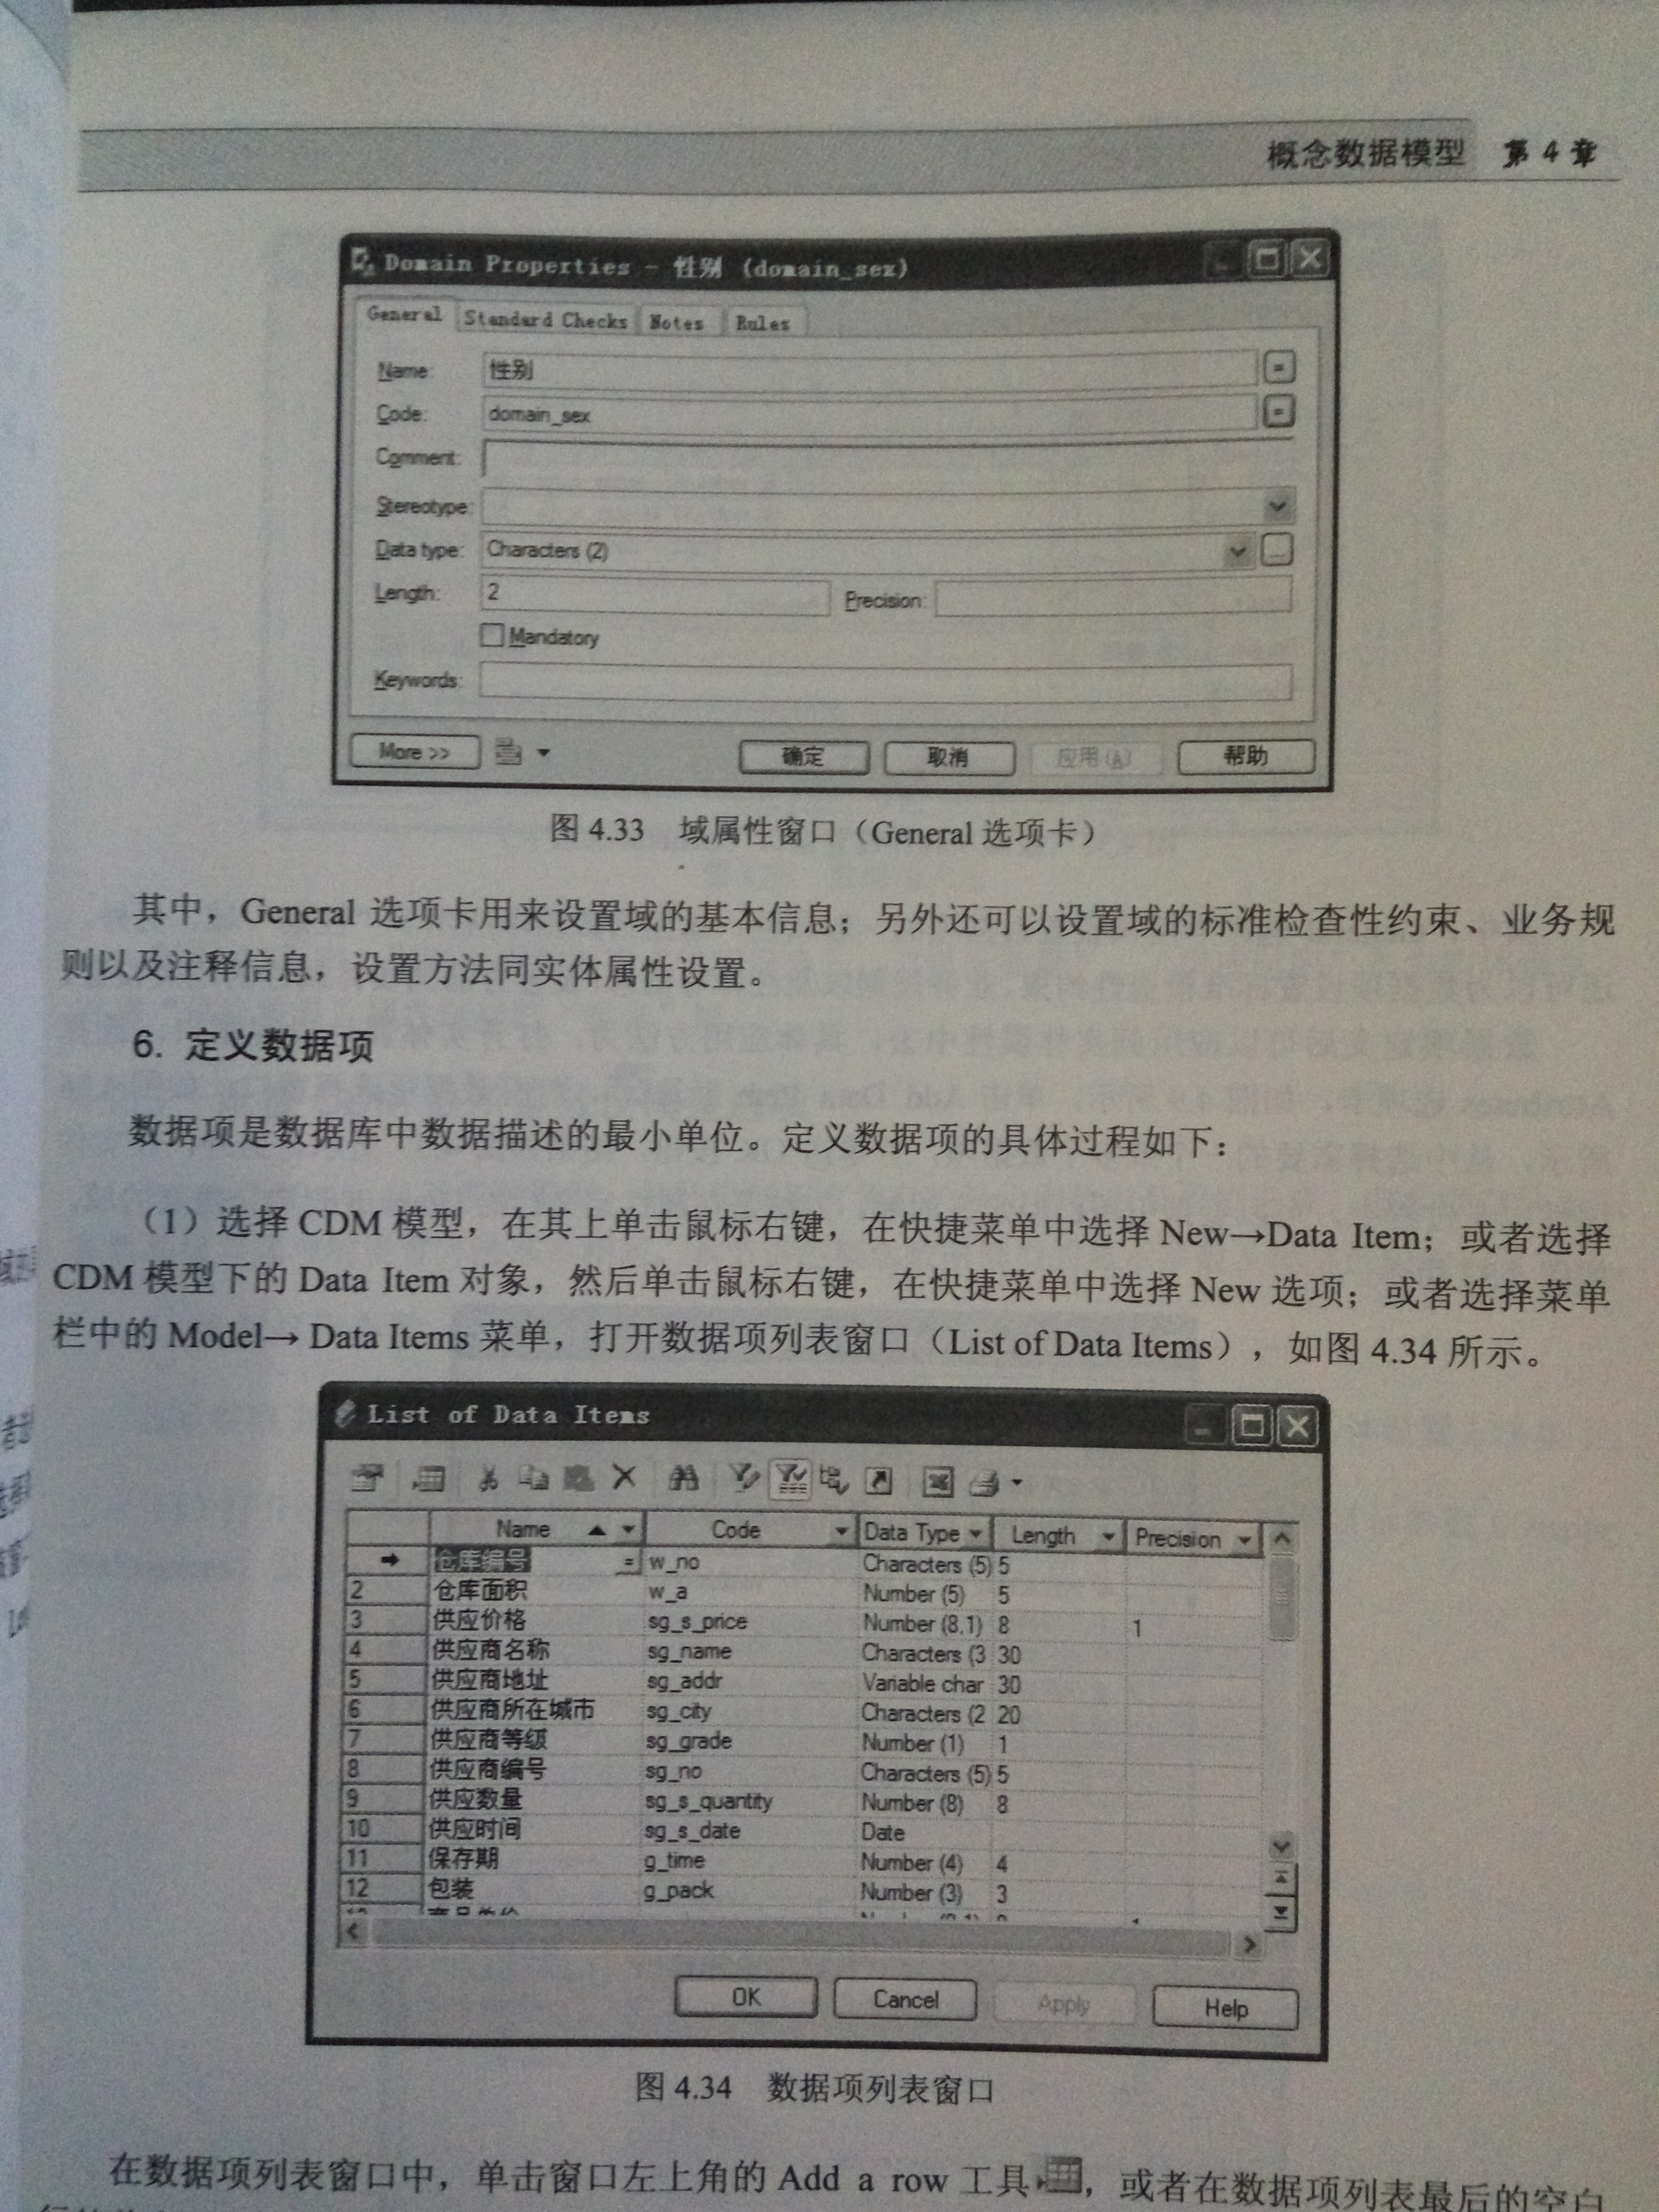 概念数据模型 第 4 章
Domain Properties - 性别 (domain_sex)
General Standard Checks Notes Rules
Name: 性别
Code: domain_sex
Comment:
Stereotype:
Data type: Characters (2)
Length: 2 Precision:
Mandatory
Keywords:
More >> 确定 取消 应用(A) 帮助
图 4.33 域属性窗口（General 选项卡）
其中，General 选项卡用来设置域的基本信息；另外还可以设置域的标准检查性约束、业务规
则以及注释信息，设置方法同实体属性设置。
6. 定义数据项
数据项是数据库中数据描述的最小单位。定义数据项的具体过程如下：
（1）选择 CDM 模型，在其上单击鼠标右键，在快捷菜单中选择 New→Data Item；或者选择
CDM 模型下的 Data Item 对象，然后单击鼠标右键，在快捷菜单中选择 New 选项；或者选择菜单
栏中的 Model→ Data Items 菜单，打开数据项列表窗口（List of Data Items），如图 4.34 所示。
List of Data Items
Name Code Data Type Length Precision
仓库编号 = w_no Characters (5) 5
2 仓库面积 w_a Number (5) 5
3 供应价格 sg_s_price Number (8,1) 8 1
4 供应商名称 sg_name Characters (3 30
5 供应商地址 sg_addr Variable char 30
6 供应商所在城市 sg_city Characters (2 20
7 供应商等级 sg_grade Number (1) 1
8 供应商编号 sg_no Characters (5) 5
9 供应数量 sg_s_quantity Number (8) 8
10 供应时间 sg_s_date Date
11 保存期 g_time Number (4) 4
12 包装 g_pack Number (3) 3
OK Cancel Apply Help
图 4.34 数据项列表窗口
在数据项列表窗口中，单击窗口左上角的 Add a row 工具，或者在数据项列表最后的空白